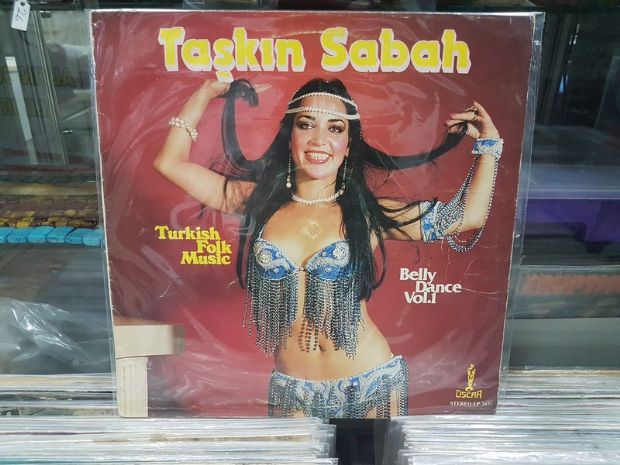 Taşkın Sabah
Turkish
Folk
Music
Belly
Dance
Vol.1
OSCAR